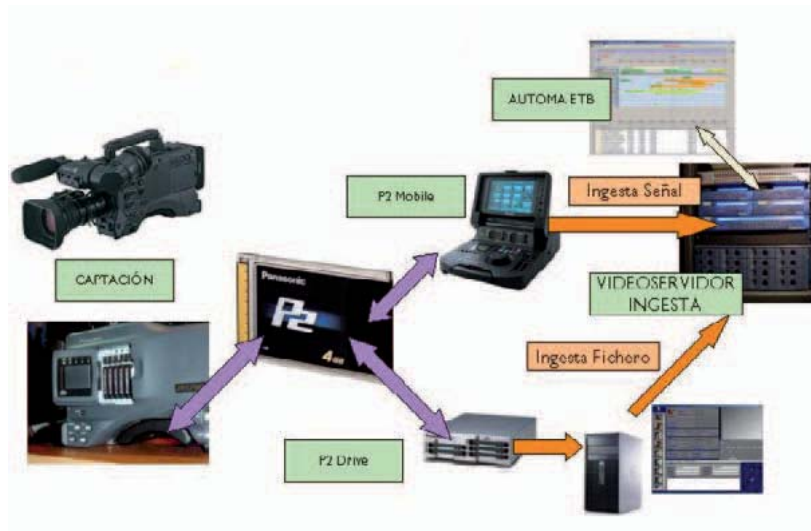 AUTOMA ETB
P2 Mobile
Ingesta Señal
CAPTACIÓN
Panasonic
P2
4GB
VIDEOSERVIDOR
INGESTA
Ingesta Fichero
P2 Drive